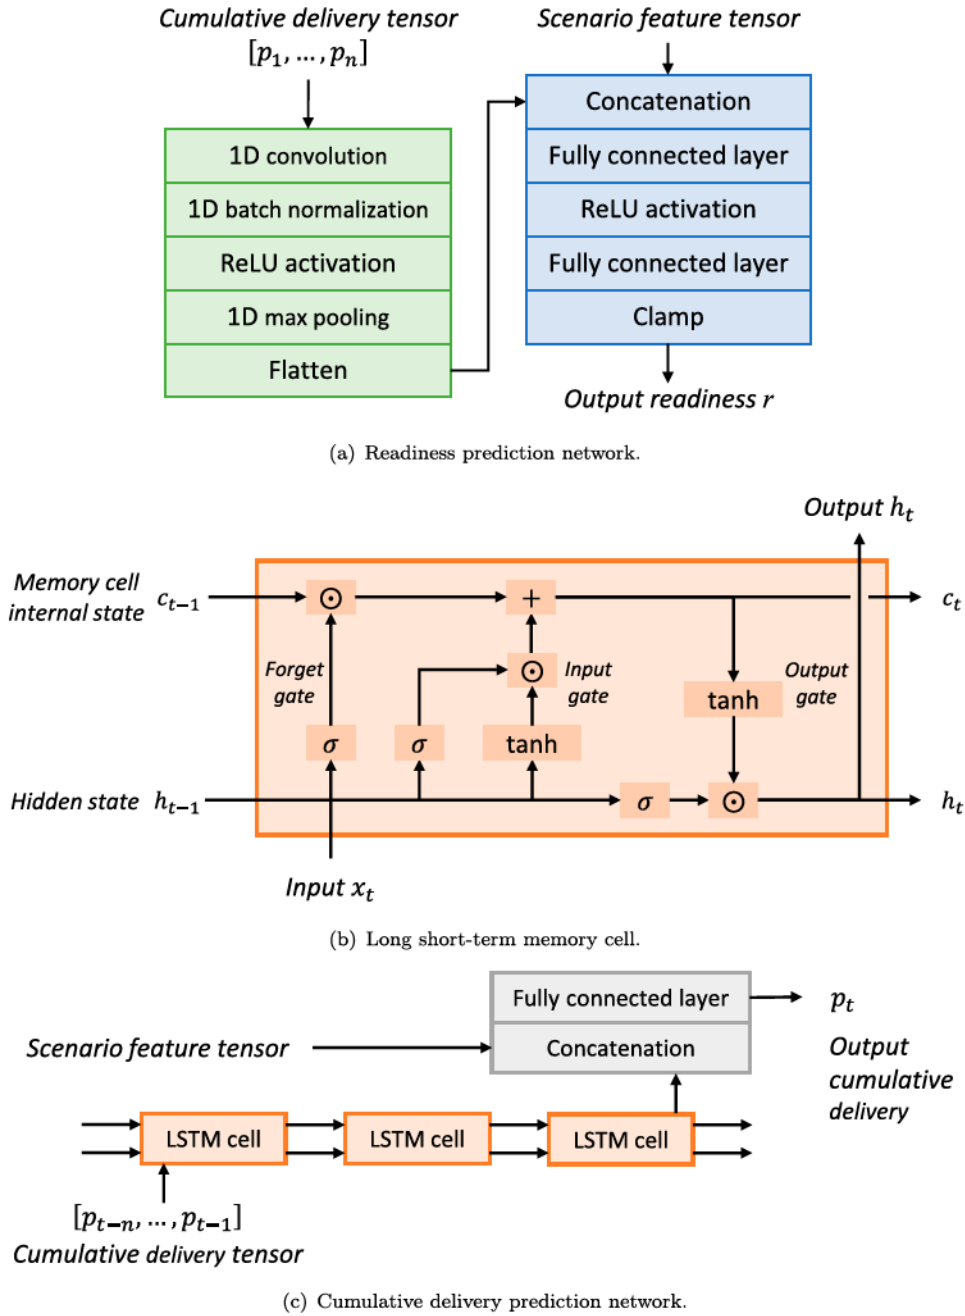 Cumulative delivery tensor
[p₁, ..., pₙ]
1D convolution
1D batch normalization
ReLU activation
1D max pooling
Flatten
Scenario feature tensor
Concatenation
Fully connected layer
ReLU activation
Fully connected layer
Clamp
Output readiness r
(a) Readiness prediction network.
Output hₜ
Memory cell
internal state
cₜ₋₁
⊙
+
cₜ
Forget
gate
⊙
Input
gate
tanh
Output
gate
σ
σ
tanh
Hidden state
hₜ₋₁
σ
⊙
hₜ
Input xₜ
(b) Long short-term memory cell.
Fully connected layer
pₜ
Scenario feature tensor
Concatenation
Output
cumulative
delivery
LSTM cell
LSTM cell
LSTM cell
[pₜ₋ₙ, ..., pₜ₋₁]
Cumulative delivery tensor
(c) Cumulative delivery prediction network.